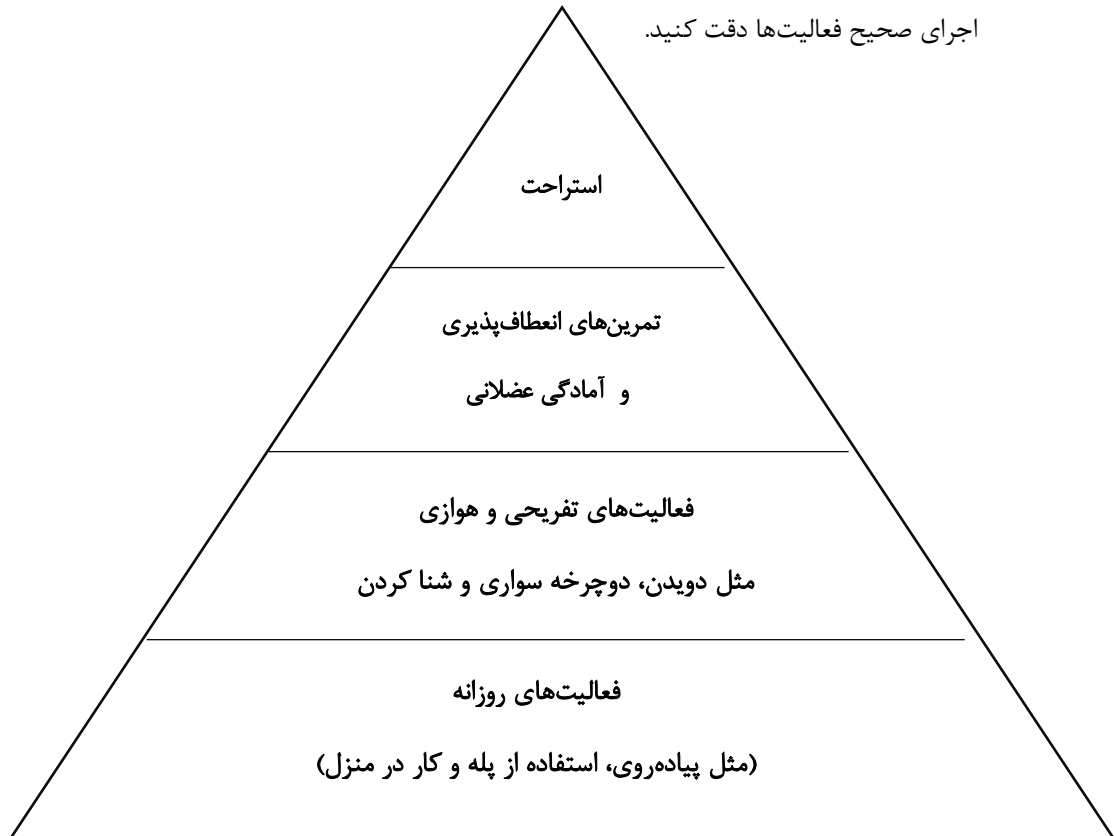 اجرای صحیح فعالیت‌ها دقت کنید.
استراحت
تمرین‌های انعطاف‌پذیری
و آمادگی عضلانی
فعالیت‌های تفریحی و هوازی
مثل دویدن، دوچرخه سواری و شنا کردن
فعالیت‌های روزانه
(مثل پیاده‌روی، استفاده از پله و کار در منزل)